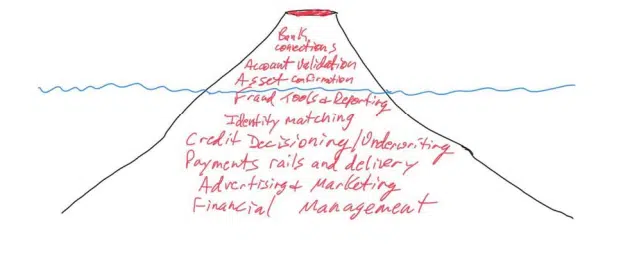 Bank
connections
Account Validation
Asset confirmation
Fraud Tools & Reporting
Identity matching
Credit Decisioning/Underwriting
Payments rails and delivery
Advertising & Marketing
Financial Management